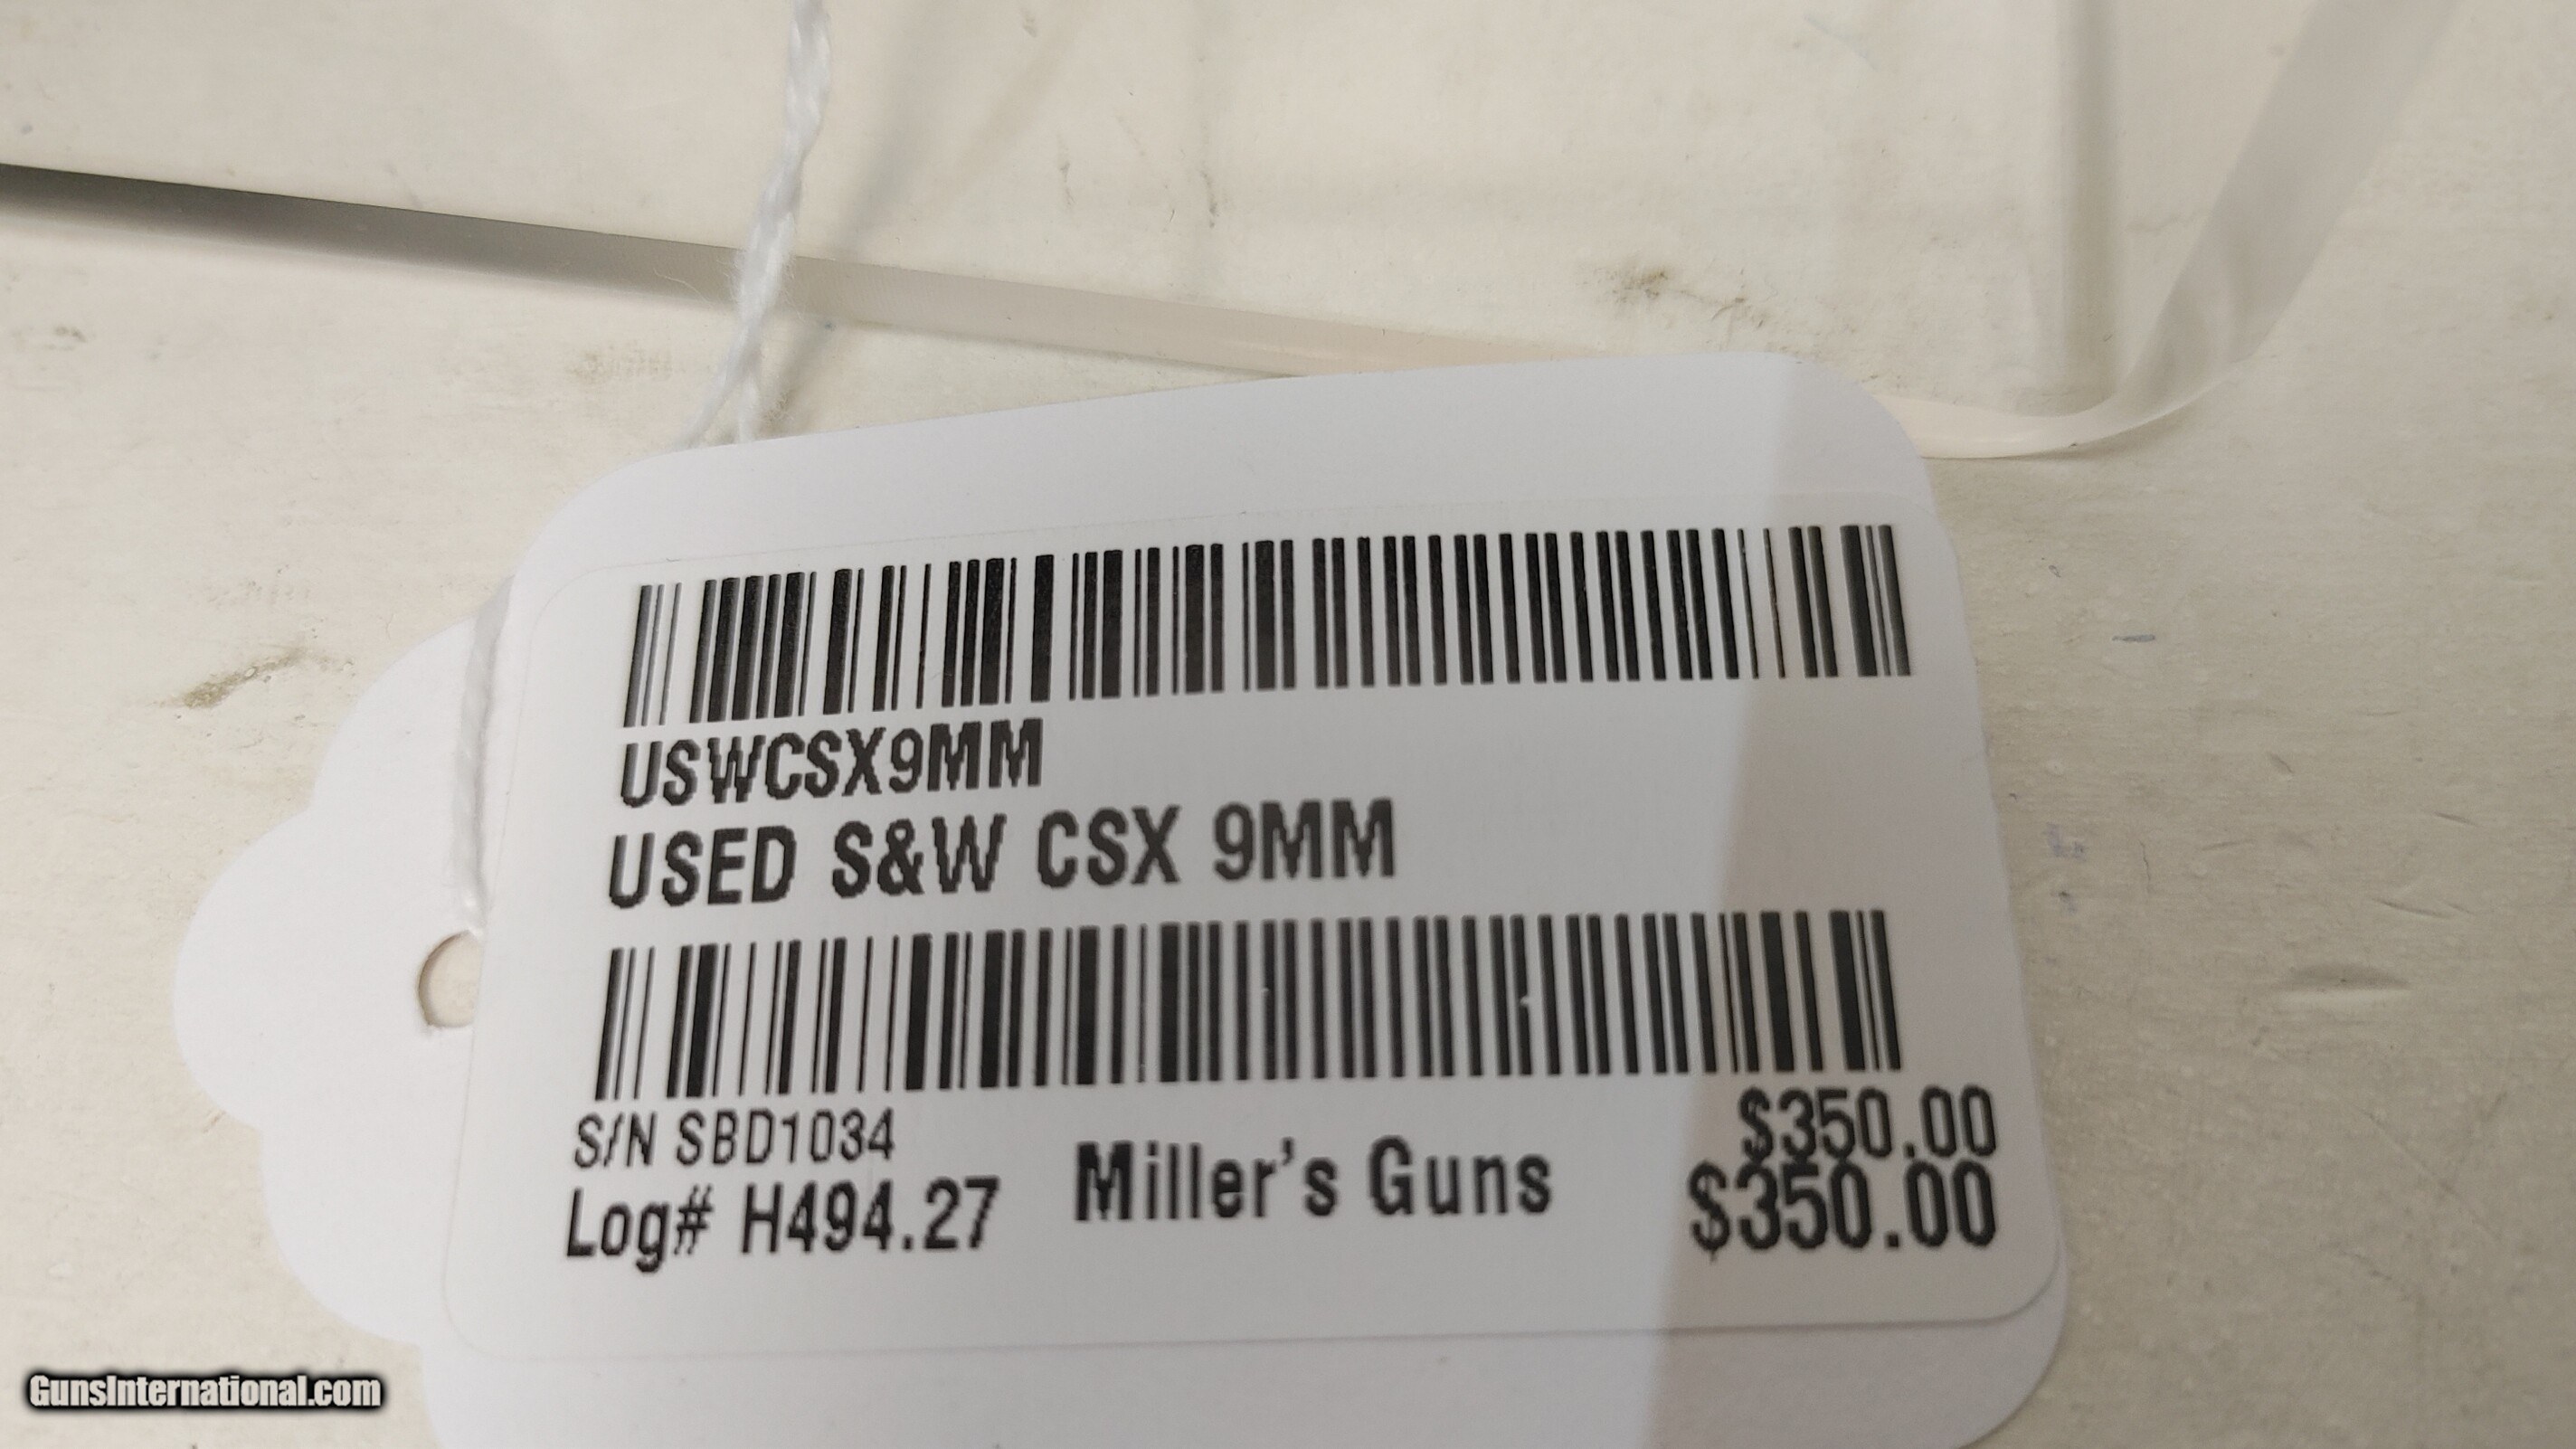 USWCSX9MM
USED S&W CSX 9MM
S/N SBD1034
$350.00
Log# H494.27
Miller's Guns
$350.00
GunsInternational.com